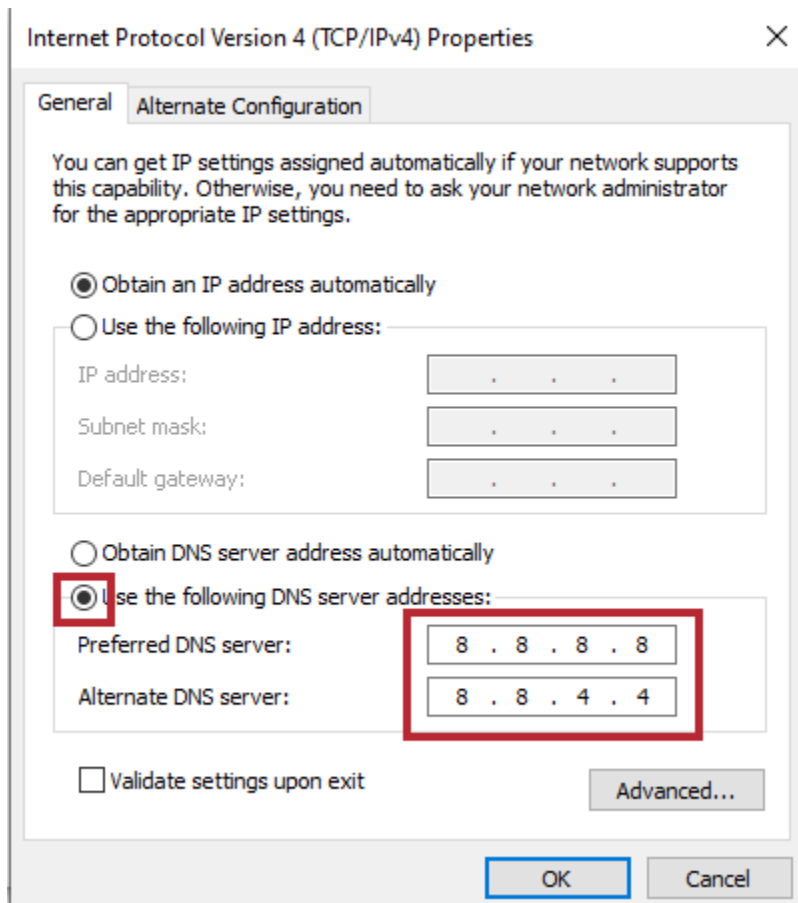 Internet Protocol Version 4 (TCP/IPv4) Properties
General
Alternate Configuration
You can get IP settings assigned automatically if your network supports
this capability. Otherwise, you need to ask your network administrator
for the appropriate IP settings.
Obtain an IP address automatically
Use the following IP address:
IP address:
. . .
Subnet mask:
. . .
Default gateway:
. . .
Obtain DNS server address automatically
Use the following DNS server addresses:
Preferred DNS server:
8 . 8 . 8 . 8
Alternate DNS server:
8 . 8 . 4 . 4
Validate settings upon exit
Advanced...
OK
Cancel